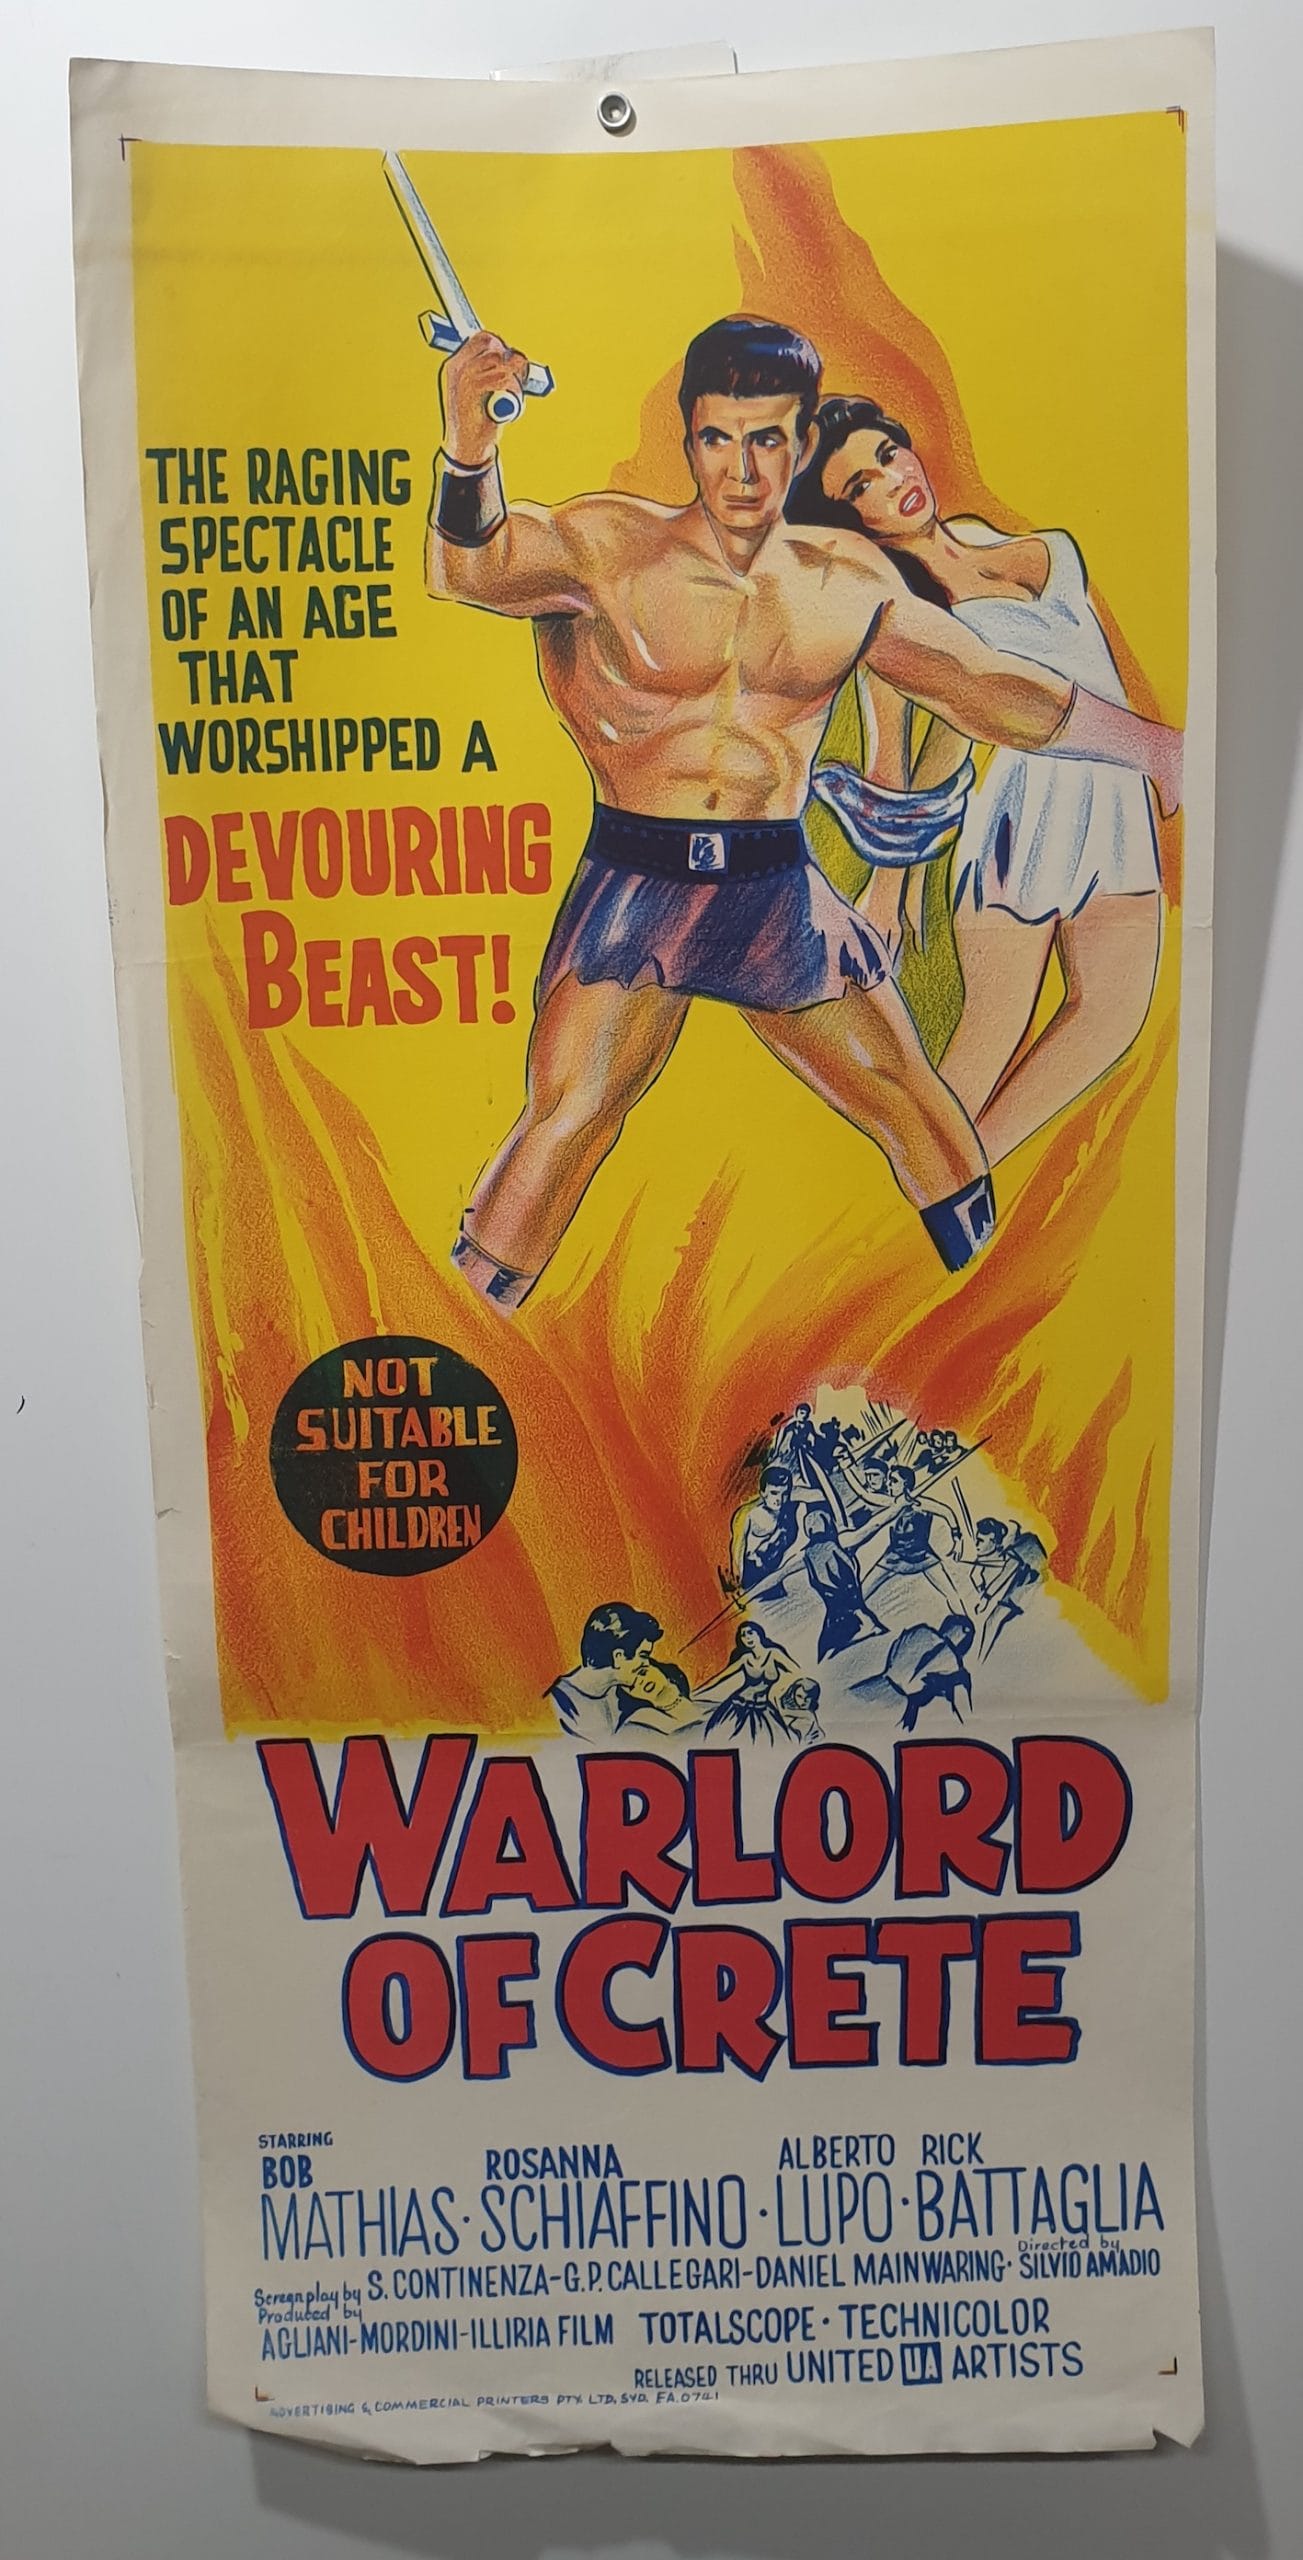 THE RAGING
SPECTACLE
OF AN AGE
THAT
WORSHIPPED A
DEVOURING
BEAST!
NOT
SUITABLE
FOR
CHILDREN
WARLORD
OF CRETE
STARRING
BOB MATHIAS · ROSANNA SCHIAFFINO · ALBERTO LUPO · RICK BATTAGLIA
Screenplay by S. CONTINENZA-G.P. CALLEGARI-DANIEL MAINWARING · Directed by SILVIO AMADIO
Produced by AGLIANI-MORDINI-ILLIRIA FILM TOTALSCOPE · TECHNICOLOR
RELEASED THRU UNITED UA ARTISTS
ADVERTISING & COMMERCIAL PRINTERS PTY. LTD. SYD. FA.0741